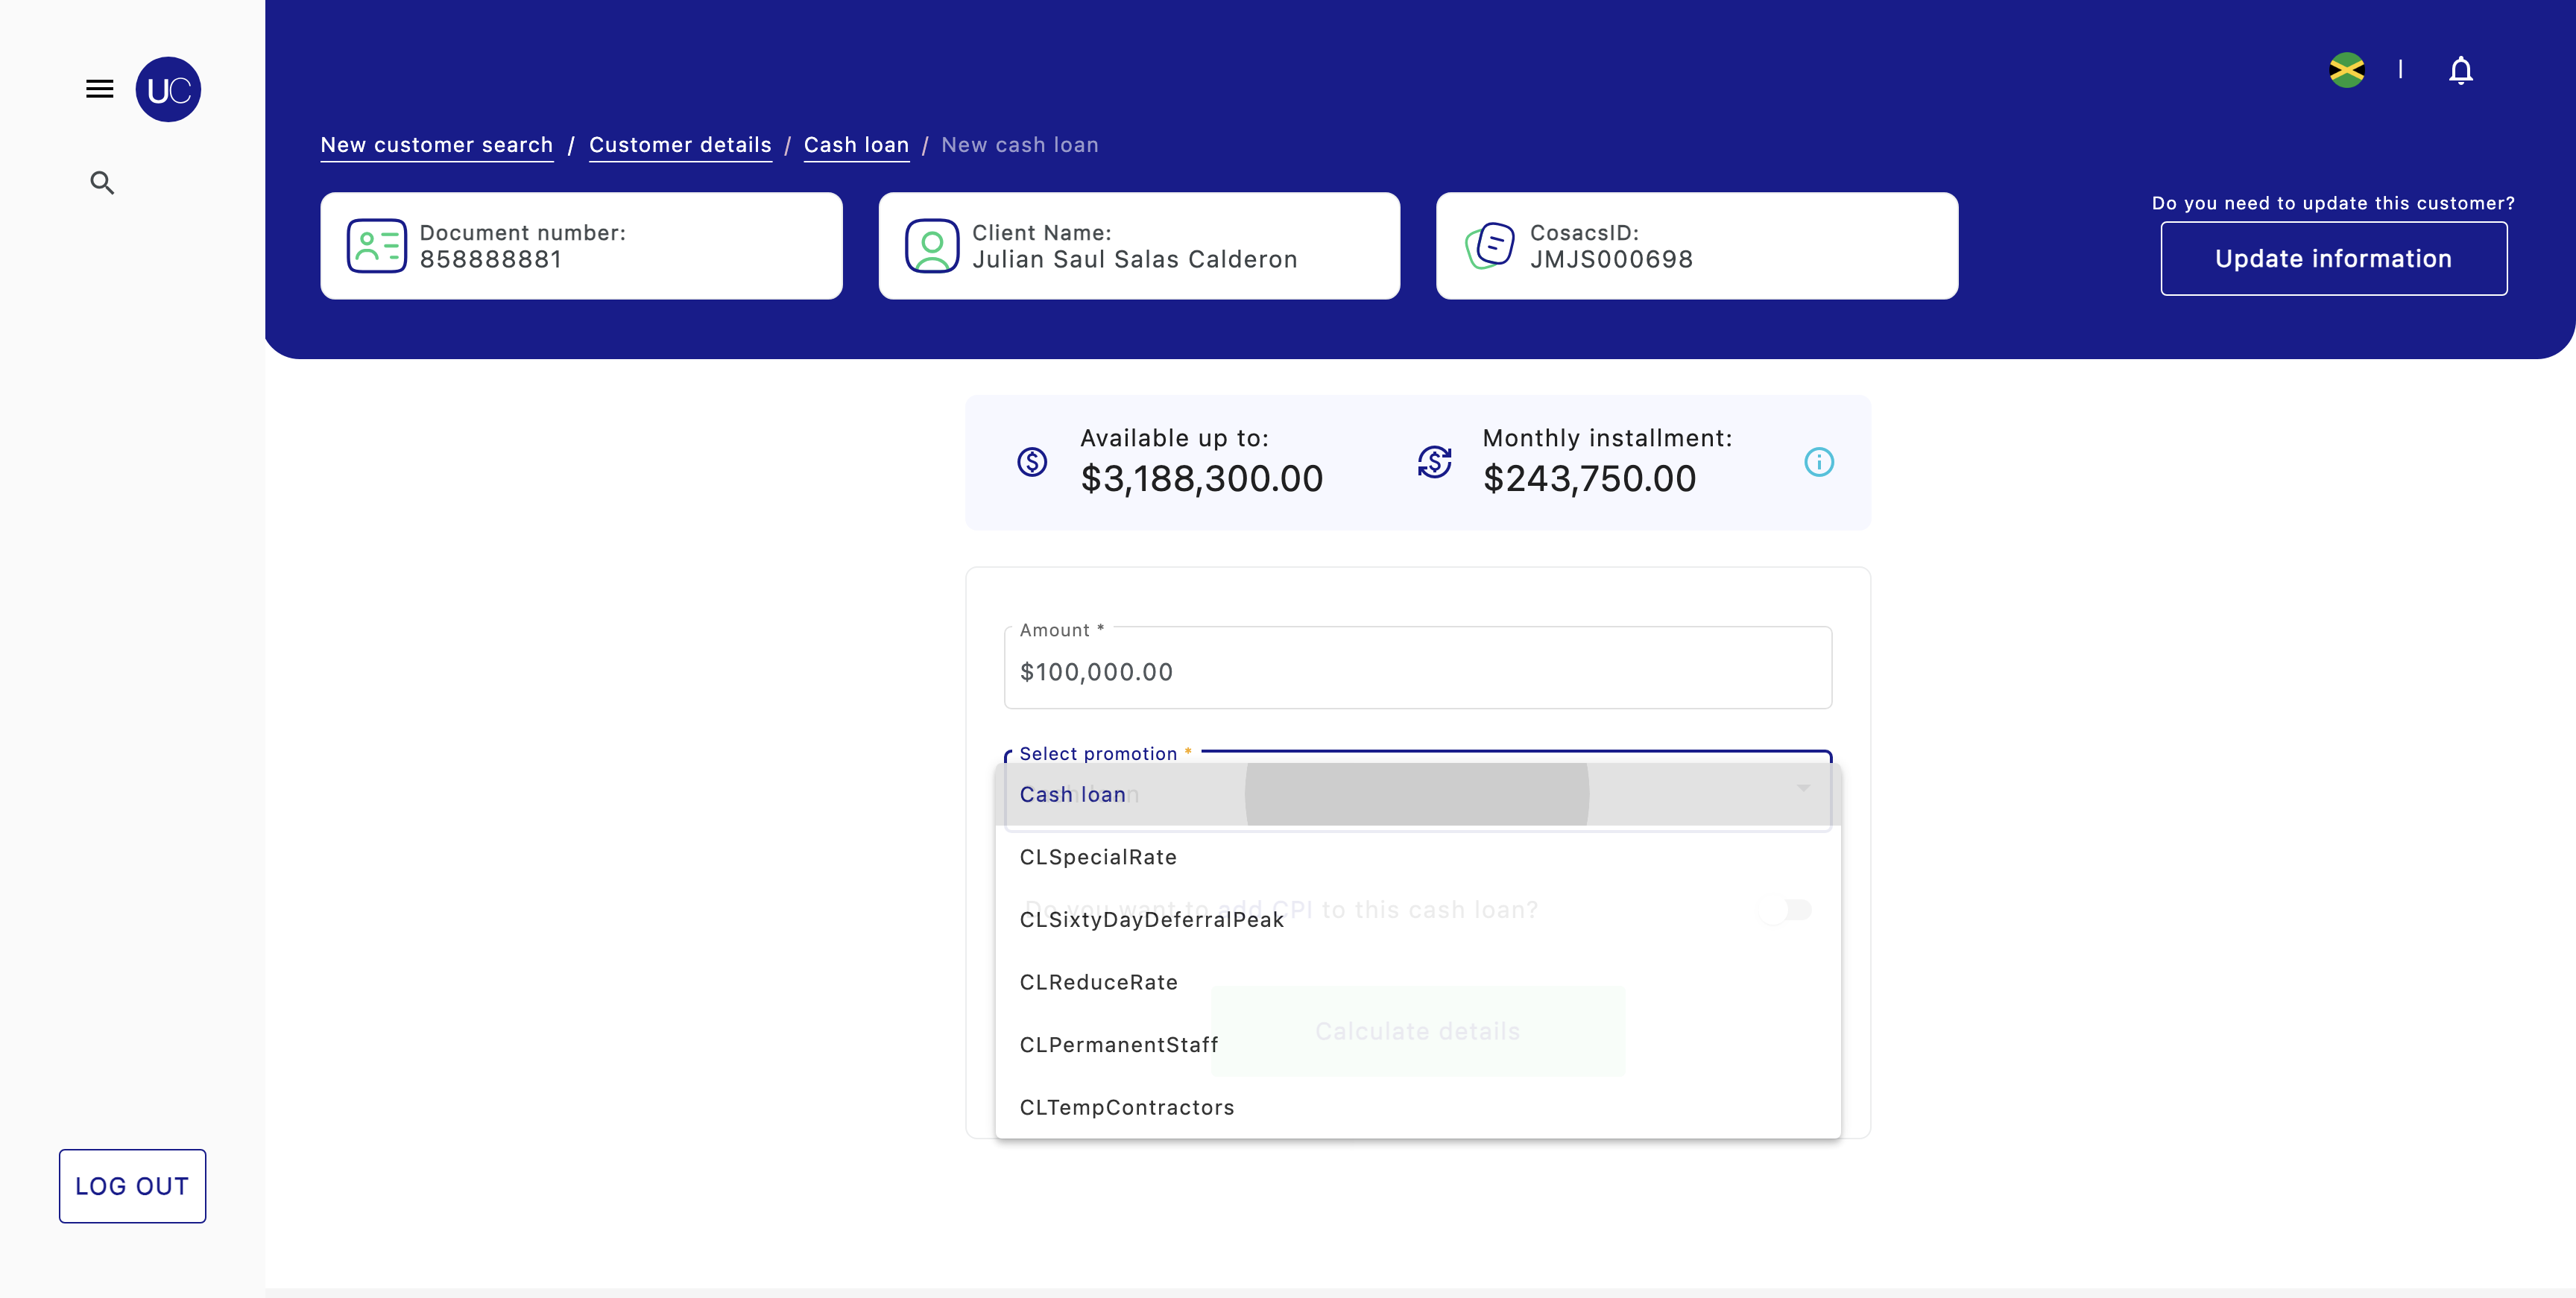 UC
New customer search / Customer details / Cash loan / New cash loan
Document number:
858888881
Client Name:
Julian Saul Salas Calderon
CosacsID:
JMJS000698
Do you need to update this customer?
Update information
Available up to:
$3,188,300.00
Monthly installment:
$243,750.00
Amount *
$100,000.00
Select promotion *
Cash loan
CLSpecialRate
Do you want to add CPI to this cash loan?
CLSixtyDayDeferralPeak
CLReduceRate
Calculate details
CLPermanentStaff
CLTempContractors
LOG OUT